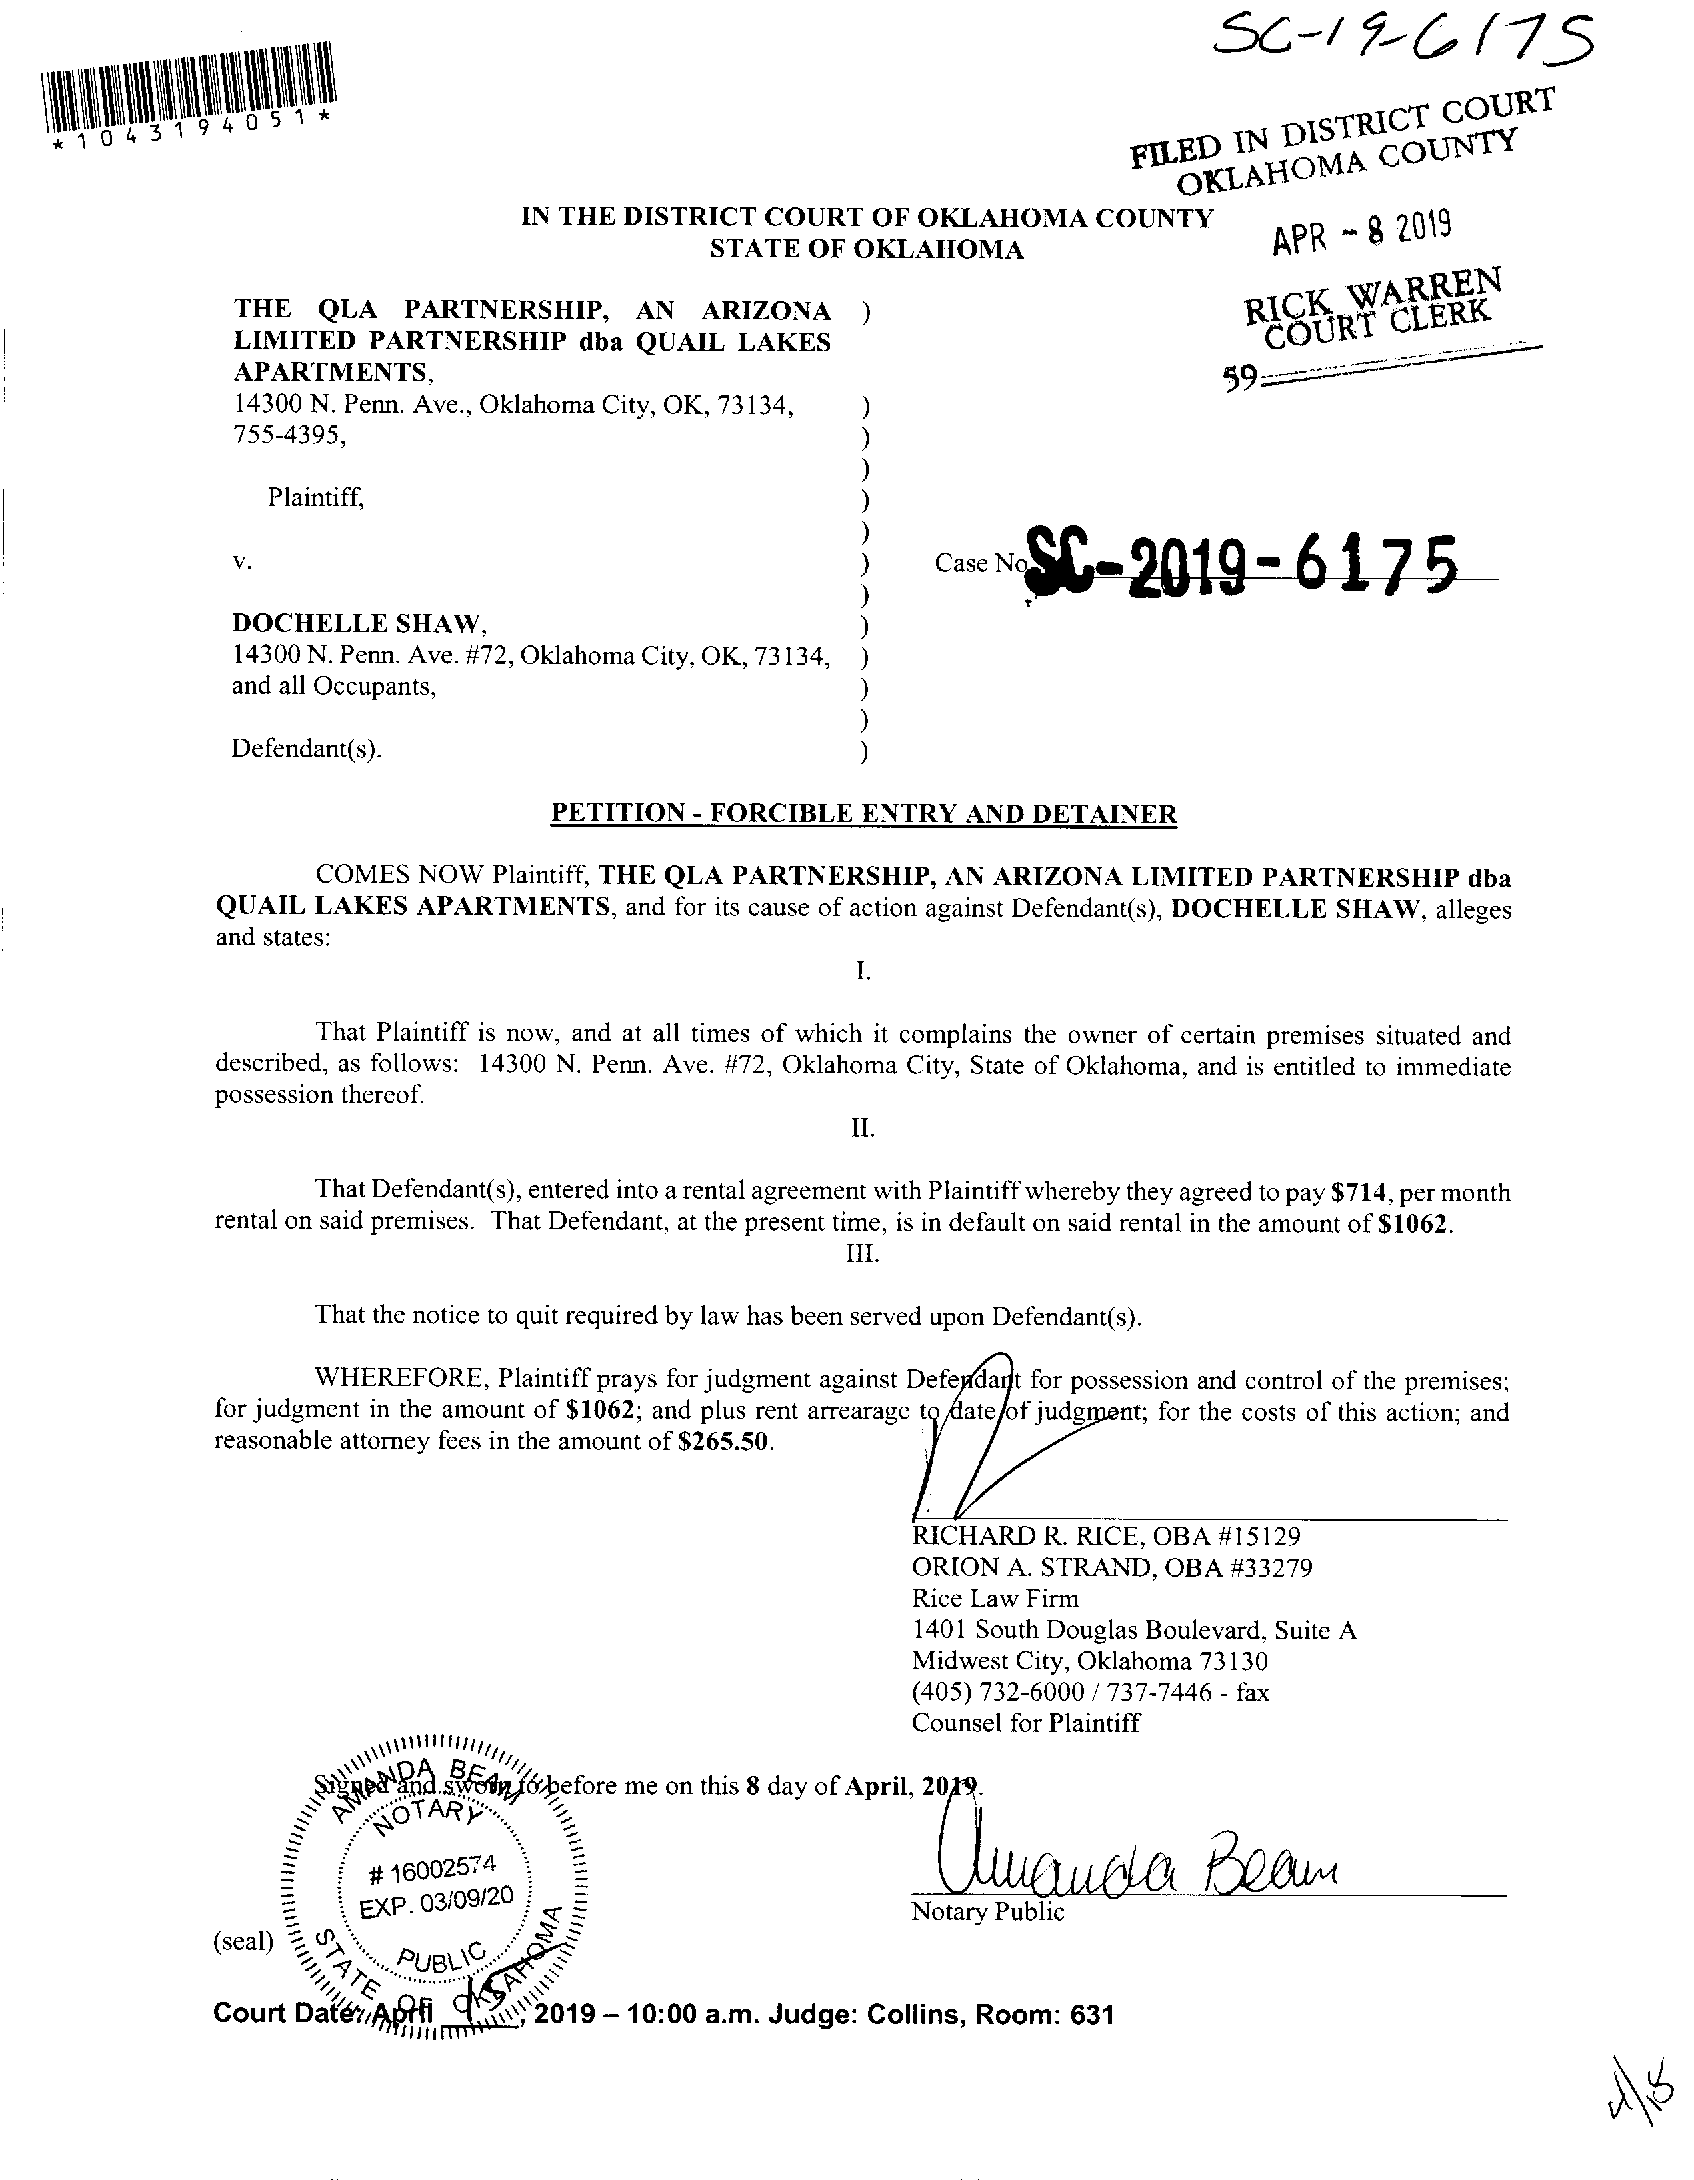 SC-19-6175
*1043194051*
FILED IN DISTRICT COURT
OKLAHOMA COUNTY
APR - 8 2019
RICK WARREN
COURT CLERK
59
IN THE DISTRICT COURT OF OKLAHOMA COUNTY
STATE OF OKLAHOMA
THE QLA PARTNERSHIP, AN ARIZONA )
LIMITED PARTNERSHIP dba QUAIL LAKES
APARTMENTS,
14300 N. Penn. Ave., Oklahoma City, OK, 73134, )
755-4395, )
)
Plaintiff, )
)
v. )
Case No. SC-2019-6175
)
DOCHELLE SHAW, )
14300 N. Penn. Ave. #72, Oklahoma City, OK, 73134, )
and all Occupants, )
)
Defendant(s). )
PETITION - FORCIBLE ENTRY AND DETAINER
COMES NOW Plaintiff, THE QLA PARTNERSHIP, AN ARIZONA LIMITED PARTNERSHIP dba
QUAIL LAKES APARTMENTS, and for its cause of action against Defendant(s), DOCHELLE SHAW, alleges
and states:
I.
That Plaintiff is now, and at all times of which it complains the owner of certain premises situated and
described, as follows: 14300 N. Penn. Ave. #72, Oklahoma City, State of Oklahoma, and is entitled to immediate
possession thereof.
II.
That Defendant(s), entered into a rental agreement with Plaintiff whereby they agreed to pay $714, per month
rental on said premises. That Defendant, at the present time, is in default on said rental in the amount of $1062.
III.
That the notice to quit required by law has been served upon Defendant(s).
WHEREFORE, Plaintiff prays for judgment against Defendant for possession and control of the premises;
for judgment in the amount of $1062; and plus rent arrearage to date of judgment; for the costs of this action; and
reasonable attorney fees in the amount of $265.50.
RICHARD R. RICE, OBA #15129
ORION A. STRAND, OBA #33279
Rice Law Firm
1401 South Douglas Boulevard, Suite A
Midwest City, Oklahoma 73130
(405) 732-6000 / 737-7446 - fax
Counsel for Plaintiff
Signed and sworn to before me on this 8 day of April, 2019.
AMANDA BEAM
NOTARY
# 16002574
EXP. 03/09/20
PUBLIC
STATE OF OKLAHOMA
Amanda Beam
Notary Public
(seal)
Court Date: April 18, 2019 – 10:00 a.m. Judge: Collins, Room: 631
4/18